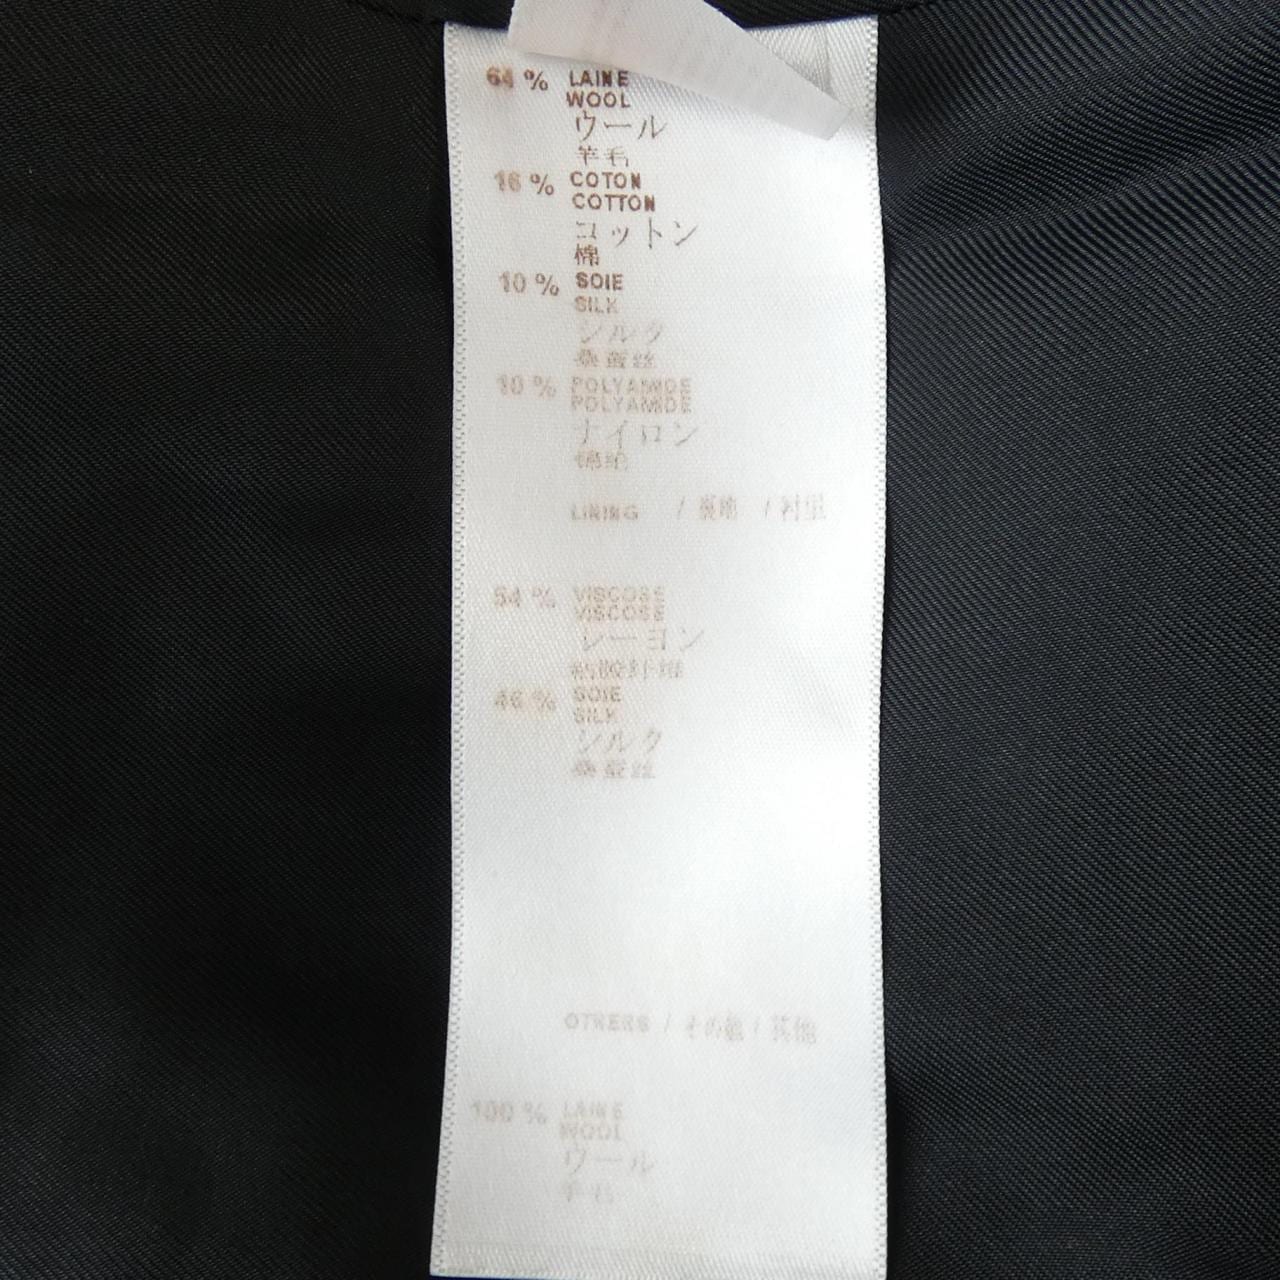 64 % LAINE
WOOL
ウール
羊毛
16 % COTON
COTTON
コットン
棉
10 % SOIE
SILK
シルク
桑蚕丝
10 % POLYAMIDE
POLYAMIDE
ナイロン
锦纶
LINING / 裏地 / 衬里
54 % VISCOSE
VISCOSE
レーヨン
粘胶纤维
46 % SOIE
SILK
シルク
桑蚕丝
OTHERS / その他 / 其他
100 % LAINE
WOOL
ウール
羊毛